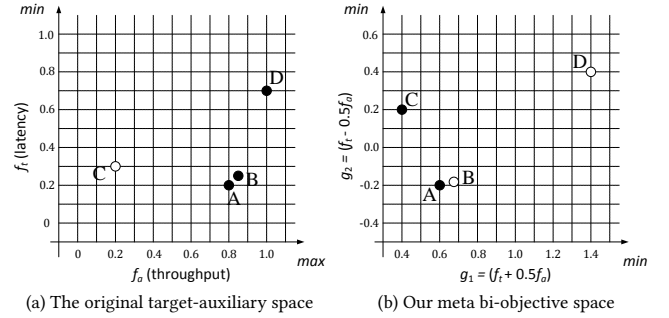 min
1.0
0.8
0.6
0.4
0.2
0
f_t (latency)
D
C
B
A
0 0.2 0.4 0.6 0.8 1.0 max
f_a (throughput)
(a) The original target-auxiliary space
min
0.6
0.4
0.2
0.0
-0.2
-0.4
g_2 = (f_t - 0.5f_a)
D
C
B
A
0.4 0.6 0.8 1.0 1.2 1.4 min
g_1 = (f_t + 0.5f_a)
(b) Our meta bi-objective space